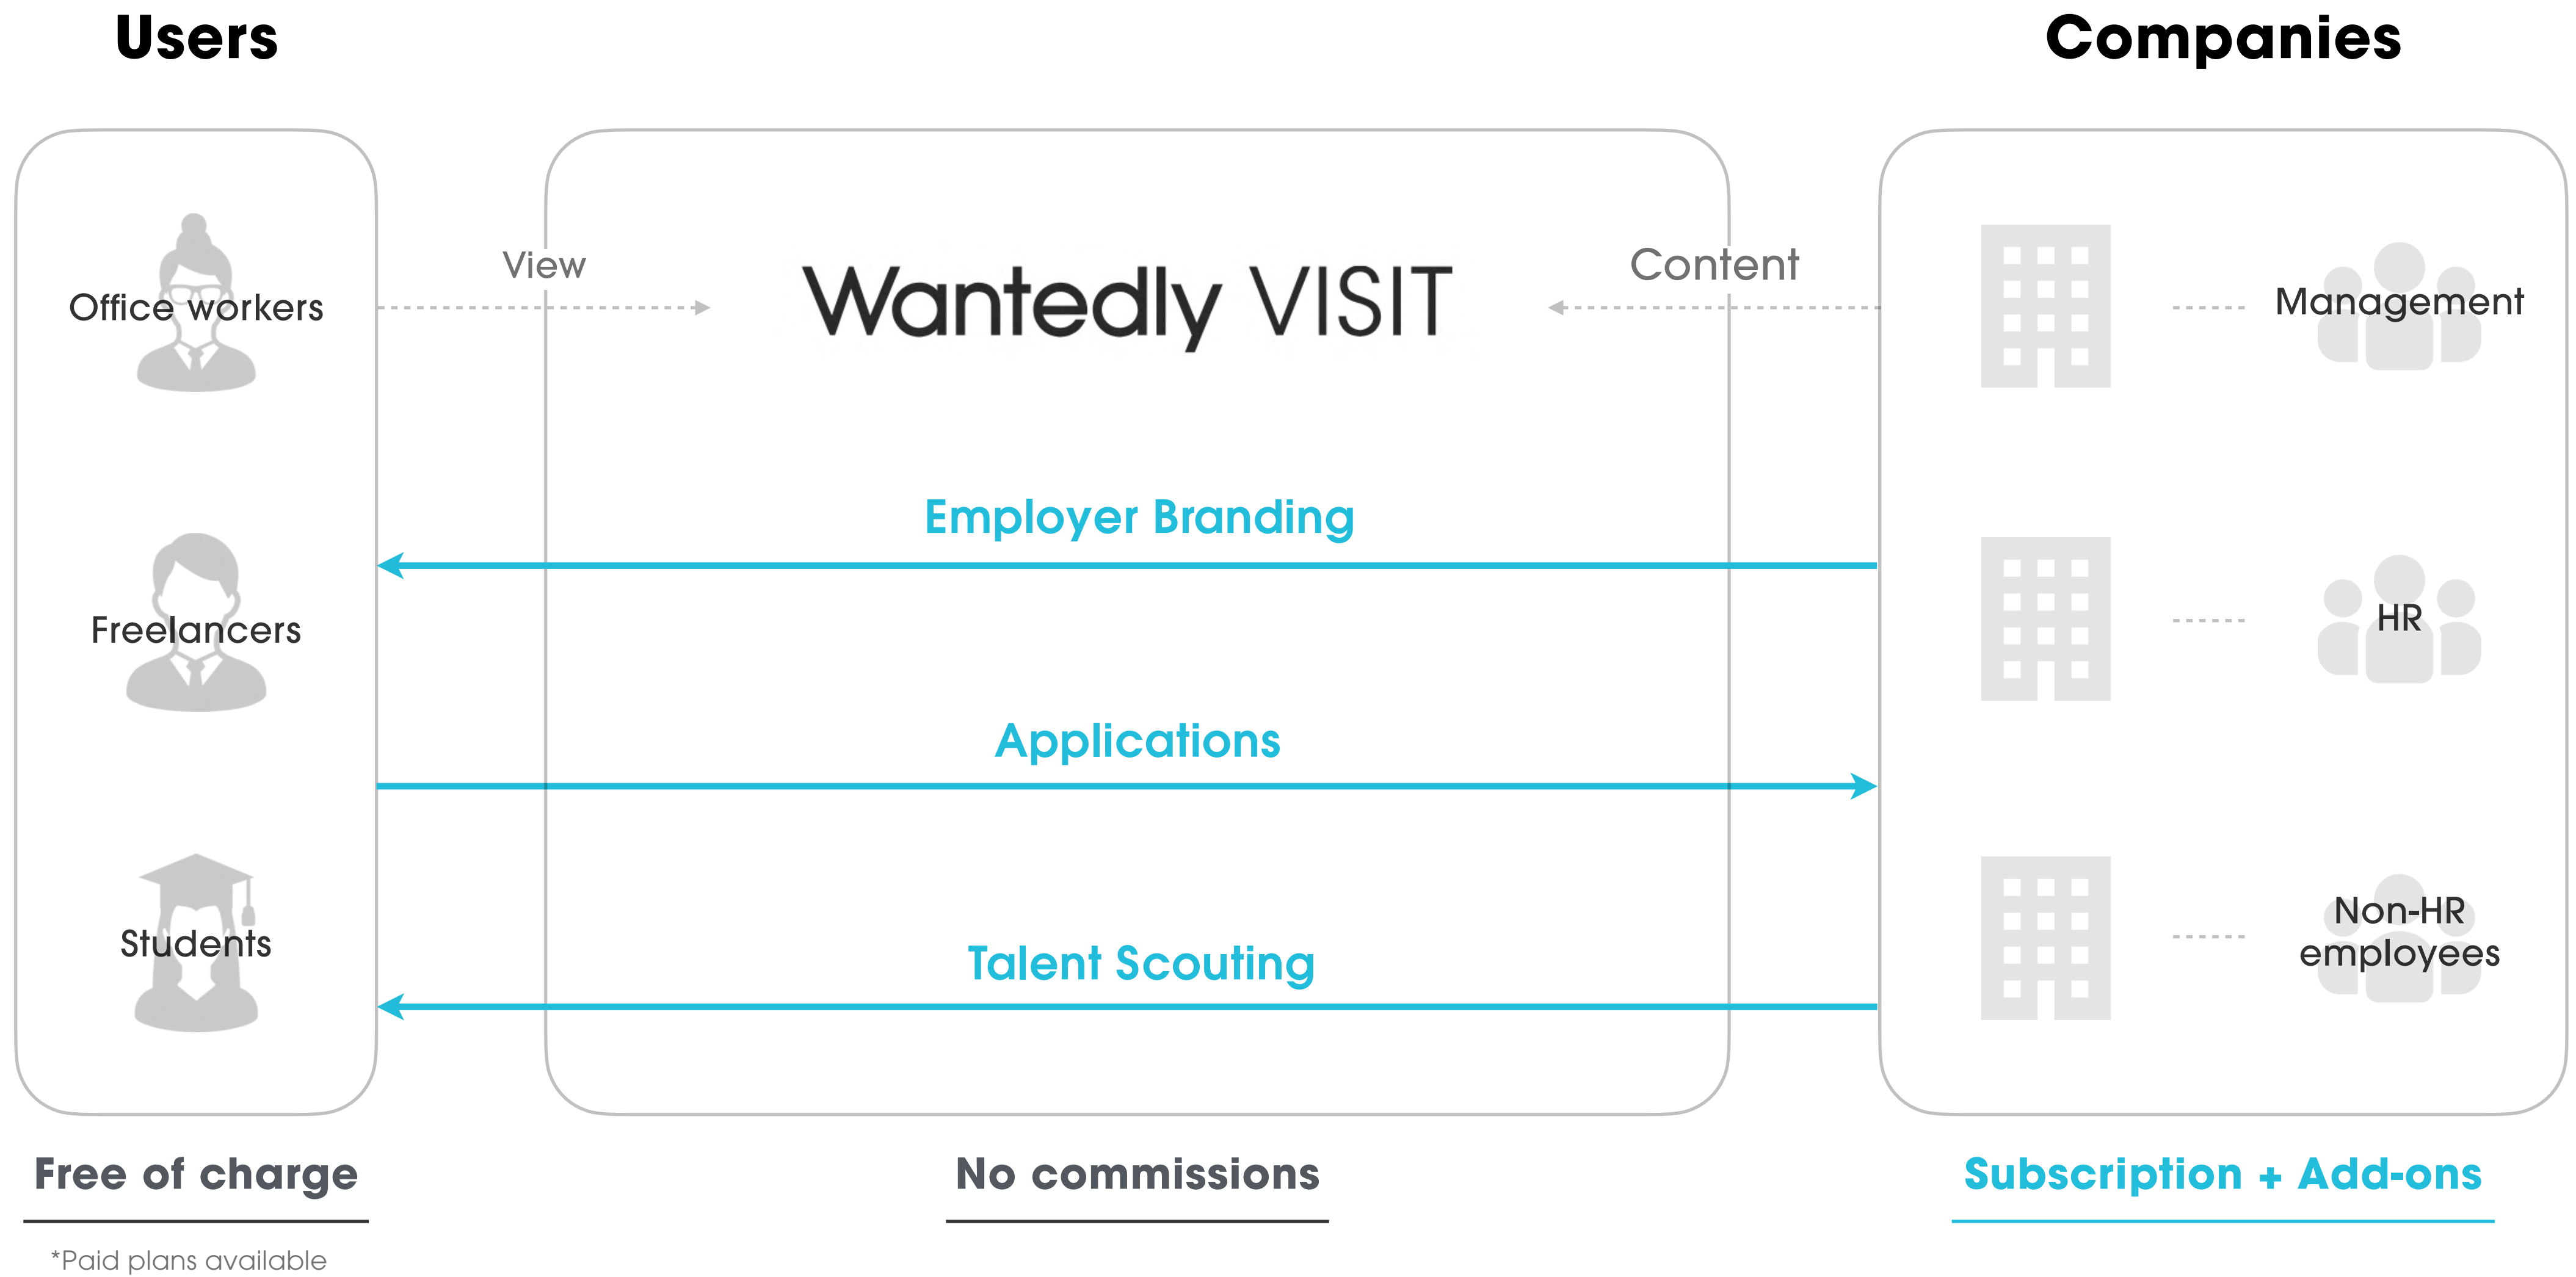 Users
Companies
Office workers
View
Wantedly VISIT
Content
Management
Employer Branding
Freelancers
HR
Applications
Students
Talent Scouting
Non-HR
employees
Free of charge
No commissions
Subscription + Add-ons
*Paid plans available